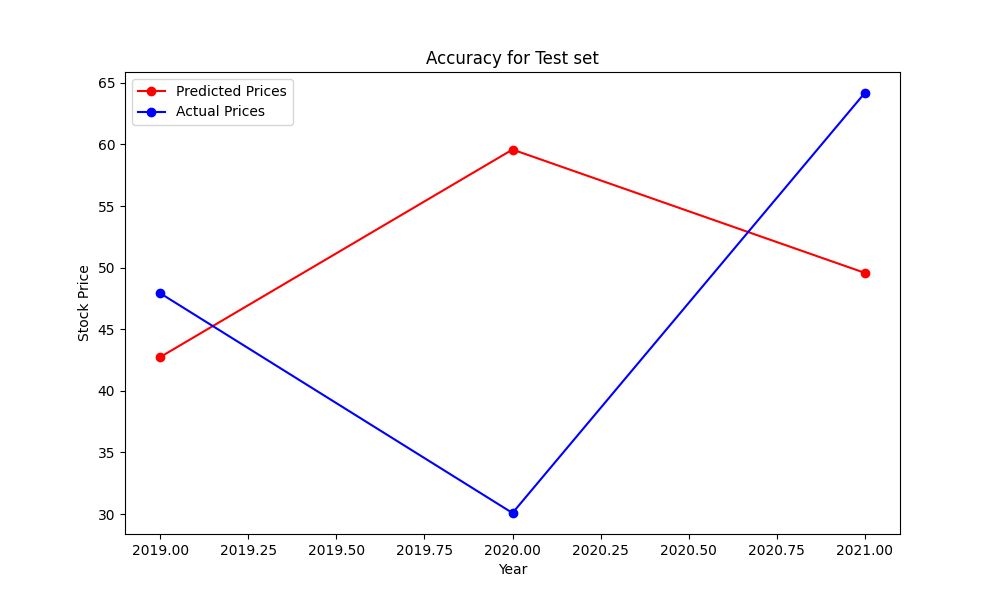 Accuracy for Test set
Predicted Prices
Actual Prices
65
60
55
50
45
40
35
30
Stock Price
2019.00 2019.25 2019.50 2019.75 2020.00 2020.25 2020.50 2020.75 2021.00
Year